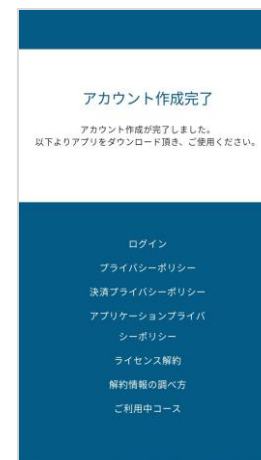 アカウント作成完了
アカウント作成が完了しました。
以下よりアプリをダウンロード頂き、ご使用ください。
ログイン
プライバシーポリシー
決済プライバシーポリシー
アプリケーションプライバ
シーポリシー
ライセンス解約
解約情報の調べ方
ご利用中コース